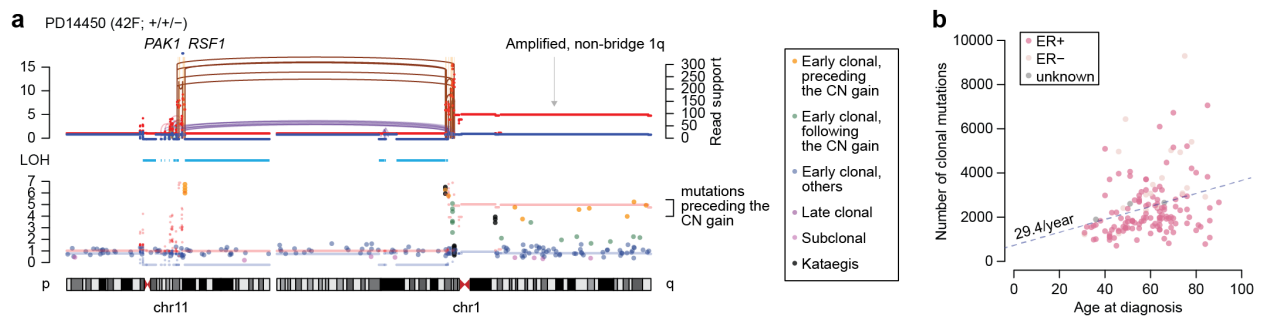 a
PD14450 (42F; +/+/−)
PAK1 RSF1
Amplified, non-bridge 1q
15
10
5
0
300
250
200
150
100
50
0
Read support
LOH
7
6
5
4
3
2
1
0
mutations
preceding the
CN gain
p
q
chr11
chr1
Early clonal,
preceding
the CN gain
Early clonal,
following
the CN gain
Early clonal,
others
Late clonal
Subclonal
Kataegis
b
ER+
ER−
unknown
Number of clonal mutations
10000
8000
6000
4000
2000
0
29.4/year
0 20 40 60 80 100
Age at diagnosis